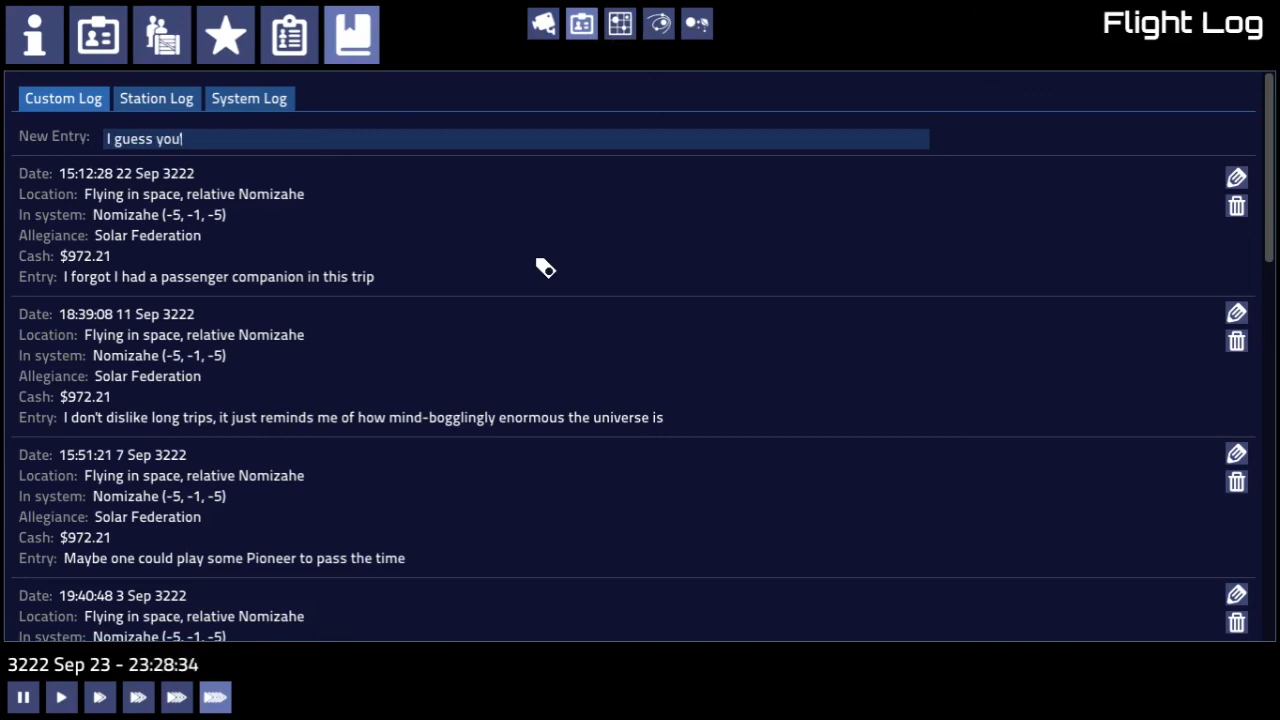 Flight Log
Custom Log Station Log System Log
New Entry: I guess you
Date: 15:12:28 22 Sep 3222
Location: Flying in space, relative Nomizahe
In system: Nomizahe (-5, -1, -5)
Allegiance: Solar Federation
Cash: $972.21
Entry: I forgot I had a passenger companion in this trip
Date: 18:39:08 11 Sep 3222
Location: Flying in space, relative Nomizahe
In system: Nomizahe (-5, -1, -5)
Allegiance: Solar Federation
Cash: $972.21
Entry: I don't dislike long trips, it just reminds me of how mind-bogglingly enormous the universe is
Date: 15:51:21 7 Sep 3222
Location: Flying in space, relative Nomizahe
In system: Nomizahe (-5, -1, -5)
Allegiance: Solar Federation
Cash: $972.21
Entry: Maybe one could play some Pioneer to pass the time
Date: 19:40:48 3 Sep 3222
Location: Flying in space, relative Nomizahe
In system: Nomizahe (-5, -1, -5)
3222 Sep 23 - 23:28:34